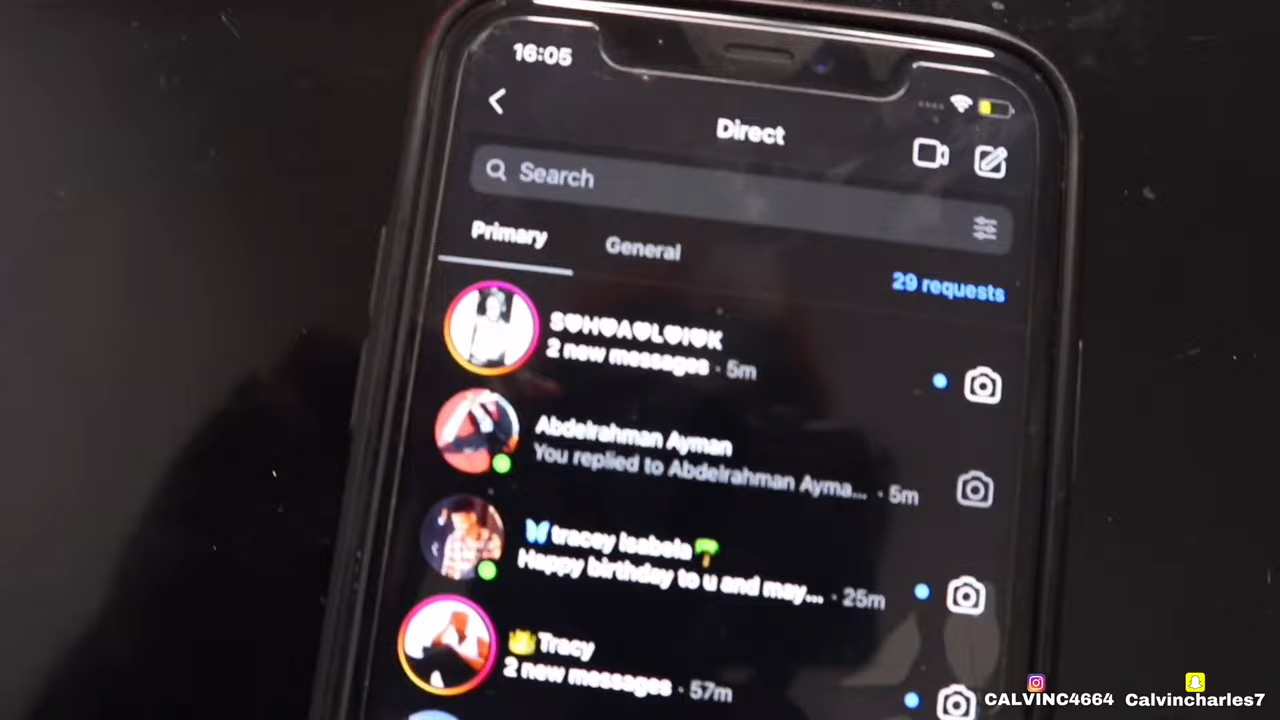 16:05
Direct
Search
Primary General
29 requests
S🖤H🖤A🖤L🖤I🖤K
2 new messages · 5m
Abdelrahman Ayman
You replied to Abdelrahman Ayma... · 5m
🦋tracey Isabela🌴
Happy birthday to u and may... · 25m
👑Tracy
2 new messages · 57m
CALVINC4664 Calvincharles7